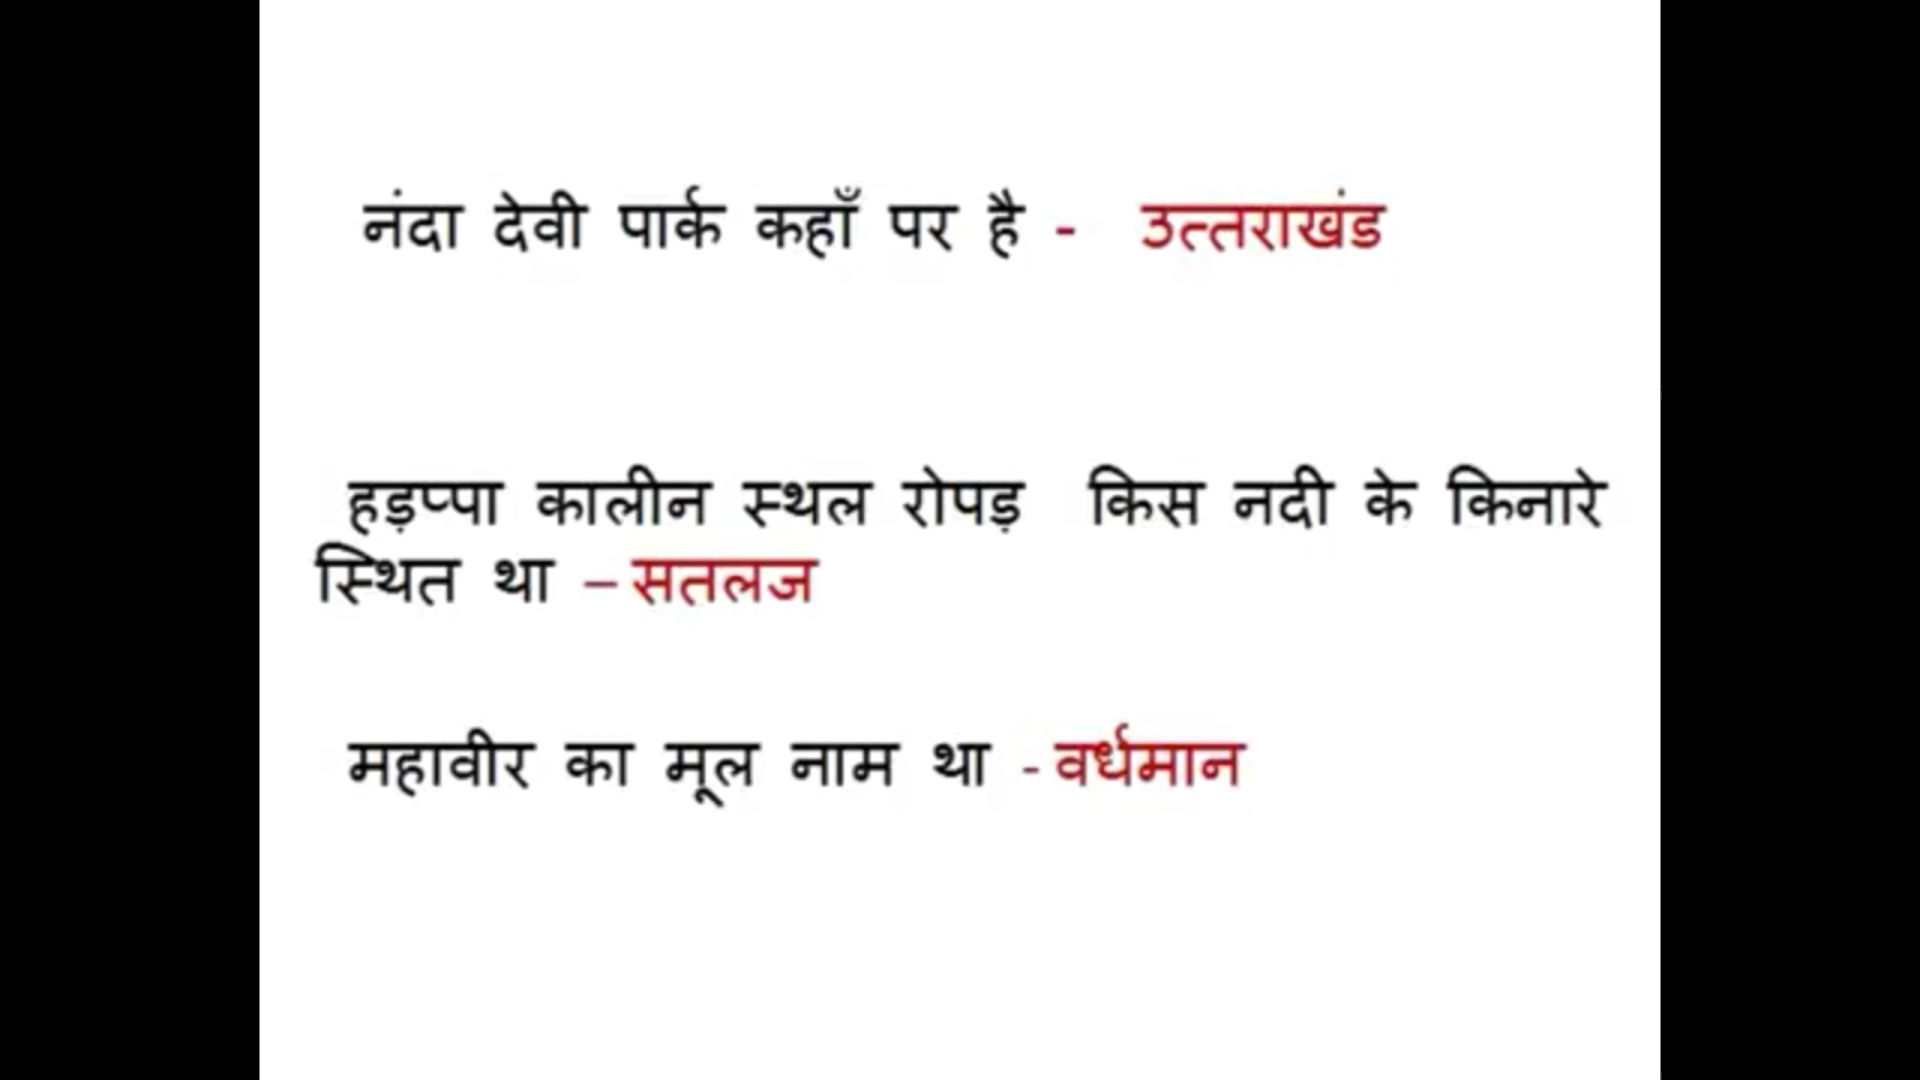 नंदा देवी पार्क कहाँ पर है - उत्तराखंड
हड़प्पा कालीन स्थल रोपड़ किस नदी के किनारे
स्थित था – सतलज
महावीर का मूल नाम था - वर्धमान